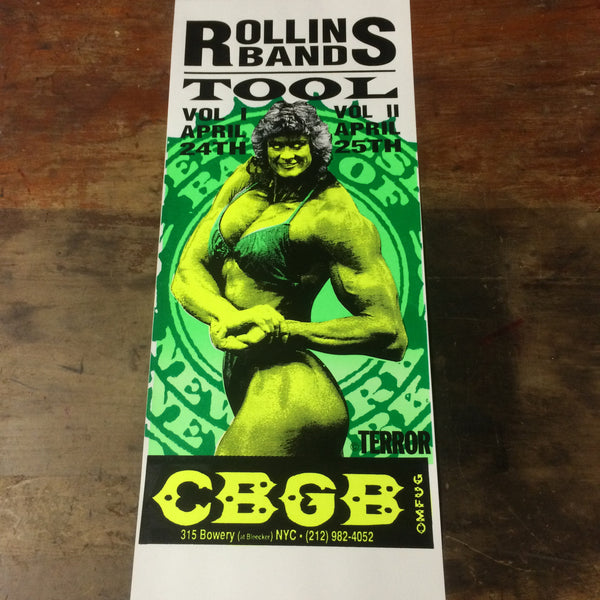 ROLLINS
BAND
TOOL
VOL I
APRIL
24TH
VOL II
APRIL
25TH
TERROR
CBGB
OMFUG
315 Bowery (at Bleecker) NYC • (212) 982-4052